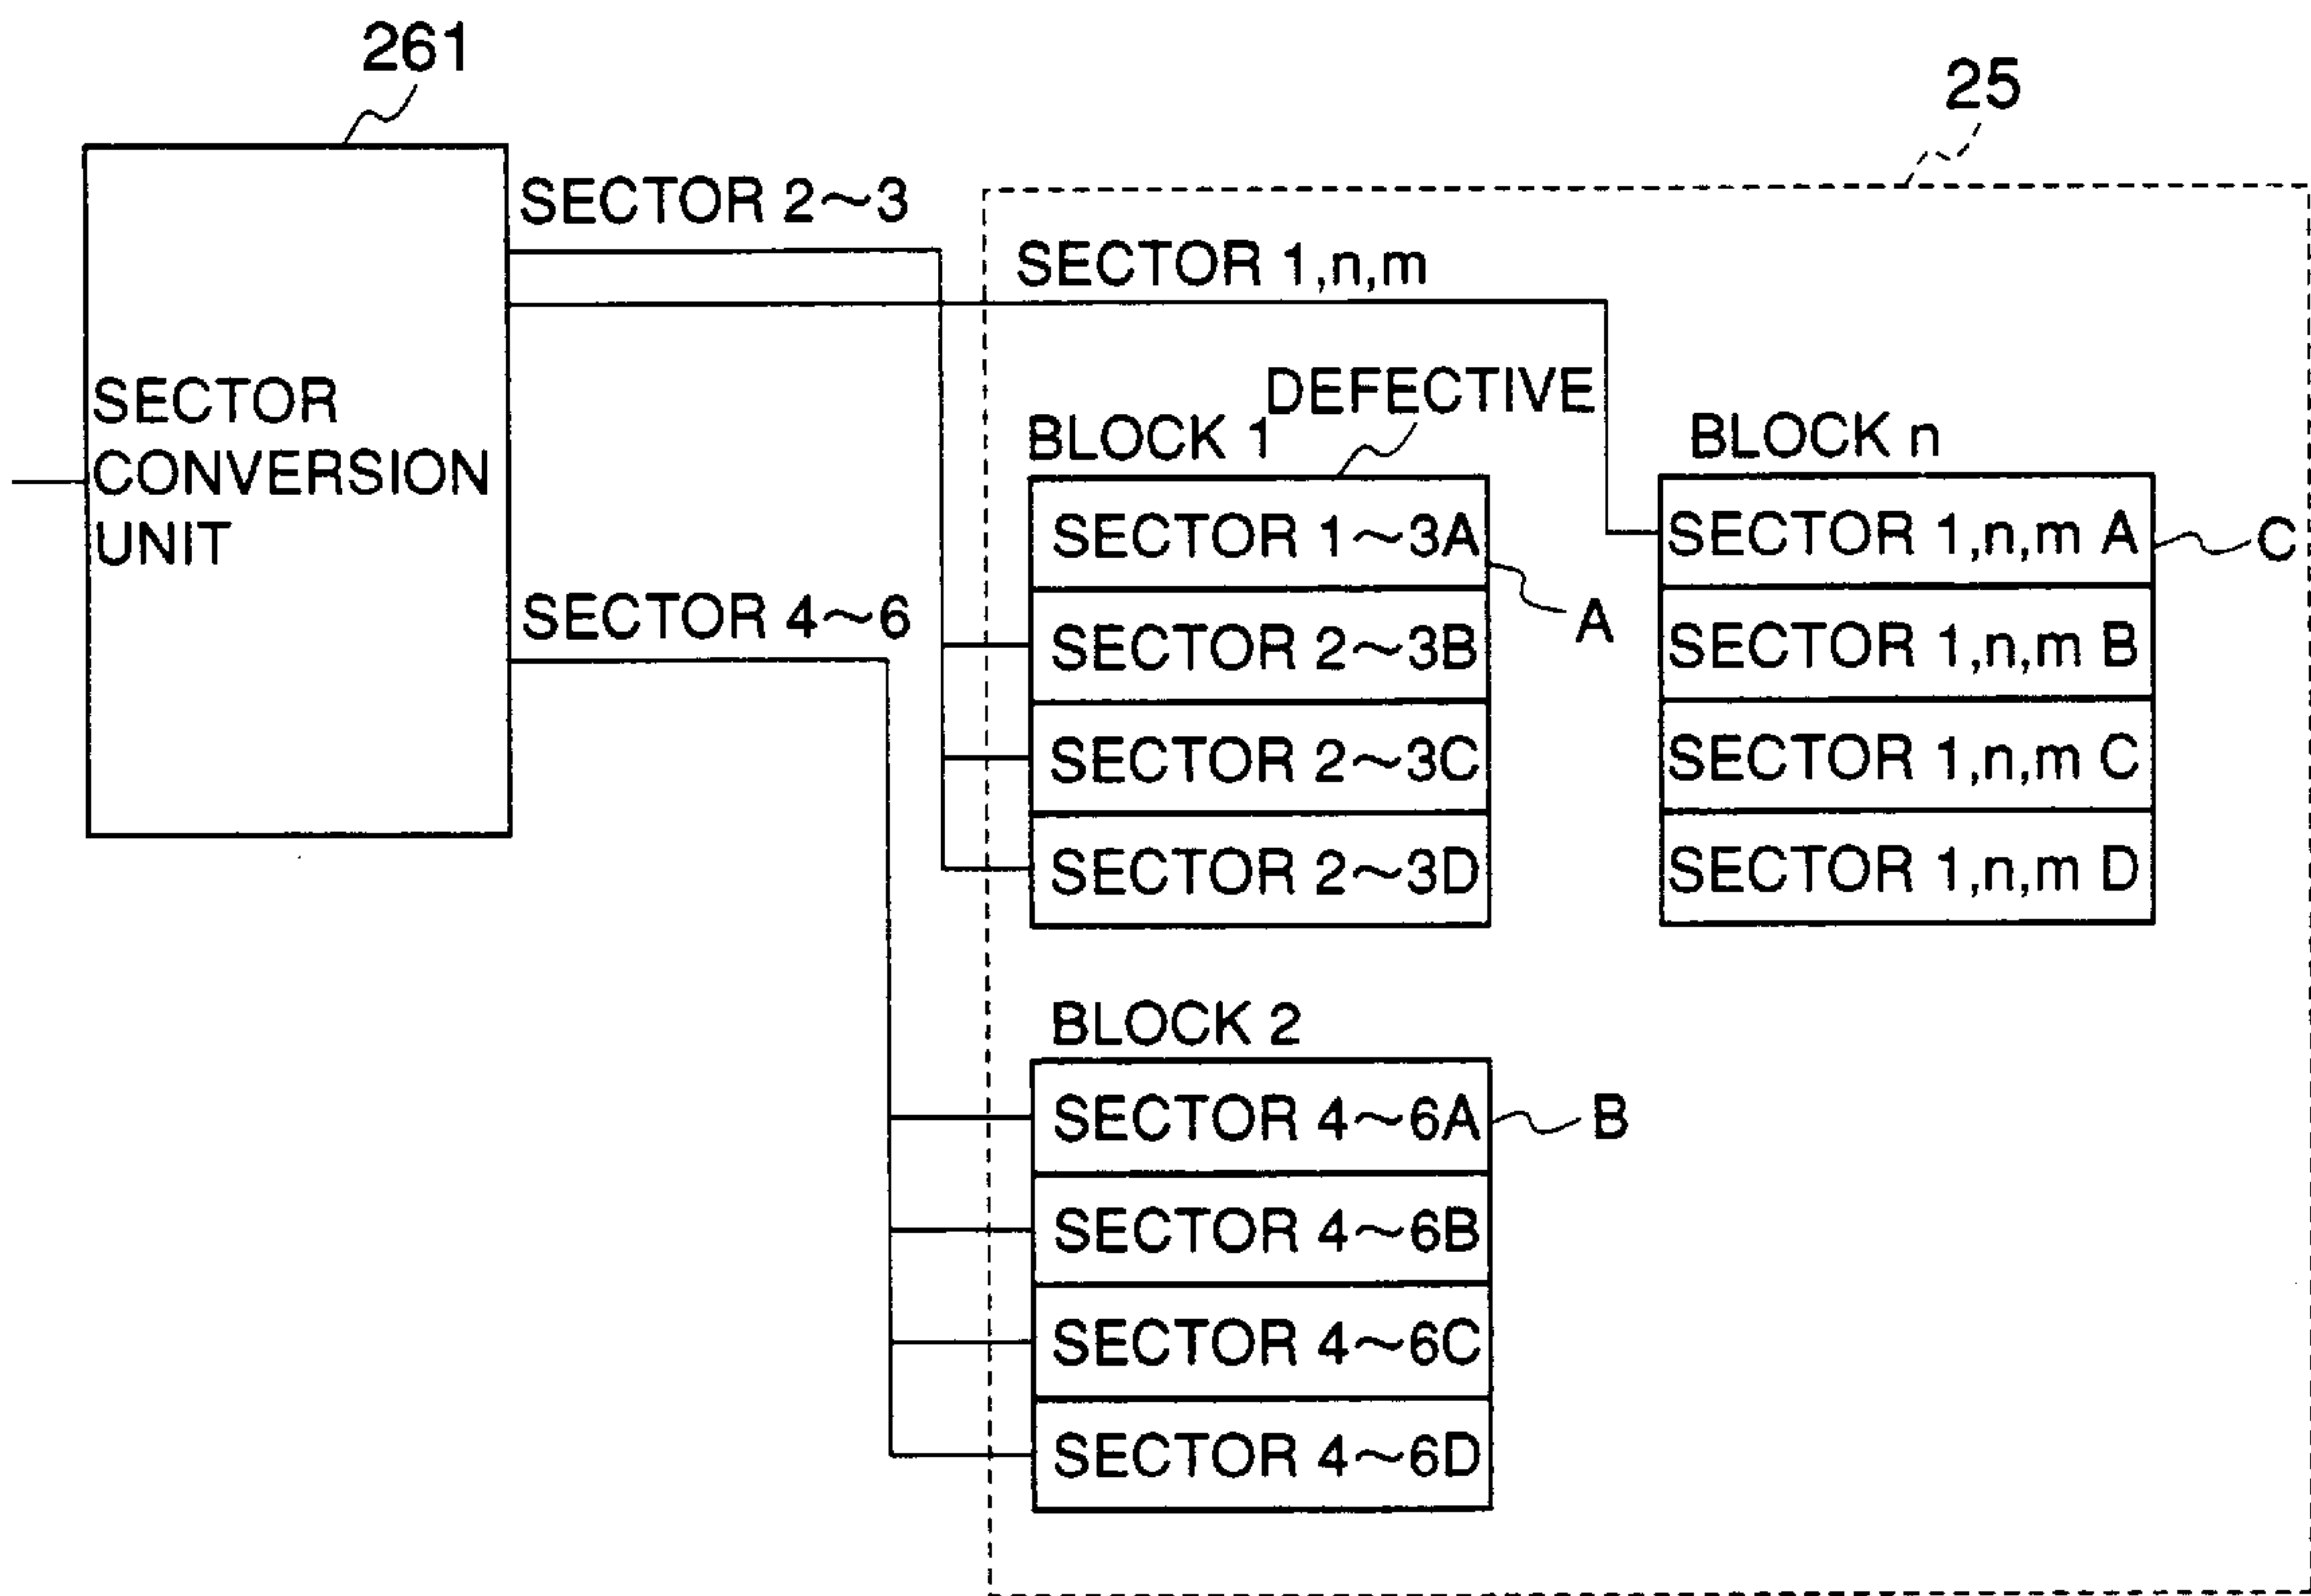 261
25
SECTOR 2~3
SECTOR 1,n,m
SECTOR
CONVERSION
UNIT
SECTOR 4~6
DEFECTIVE
BLOCK 1
SECTOR 1~3A
SECTOR 2~3B
SECTOR 2~3C
SECTOR 2~3D
A
BLOCK n
SECTOR 1,n,m A
SECTOR 1,n,m B
SECTOR 1,n,m C
SECTOR 1,n,m D
C
BLOCK 2
SECTOR 4~6A
SECTOR 4~6B
SECTOR 4~6C
SECTOR 4~6D
B